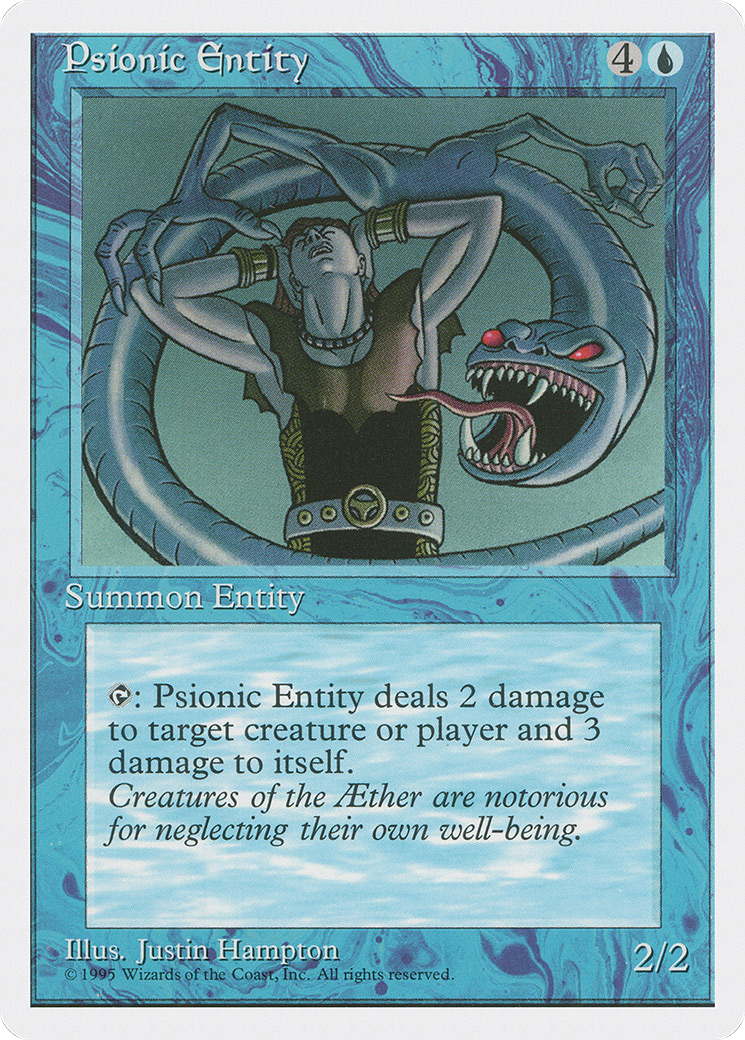 Psionic Entity 4
Summon Entity
: Psionic Entity deals 2 damage
to target creature or player and 3
damage to itself.
Creatures of the Æther are notorious
for neglecting their own well-being.
Illus. Justin Hampton
2/2
© 1995 Wizards of the Coast, Inc. All rights reserved.